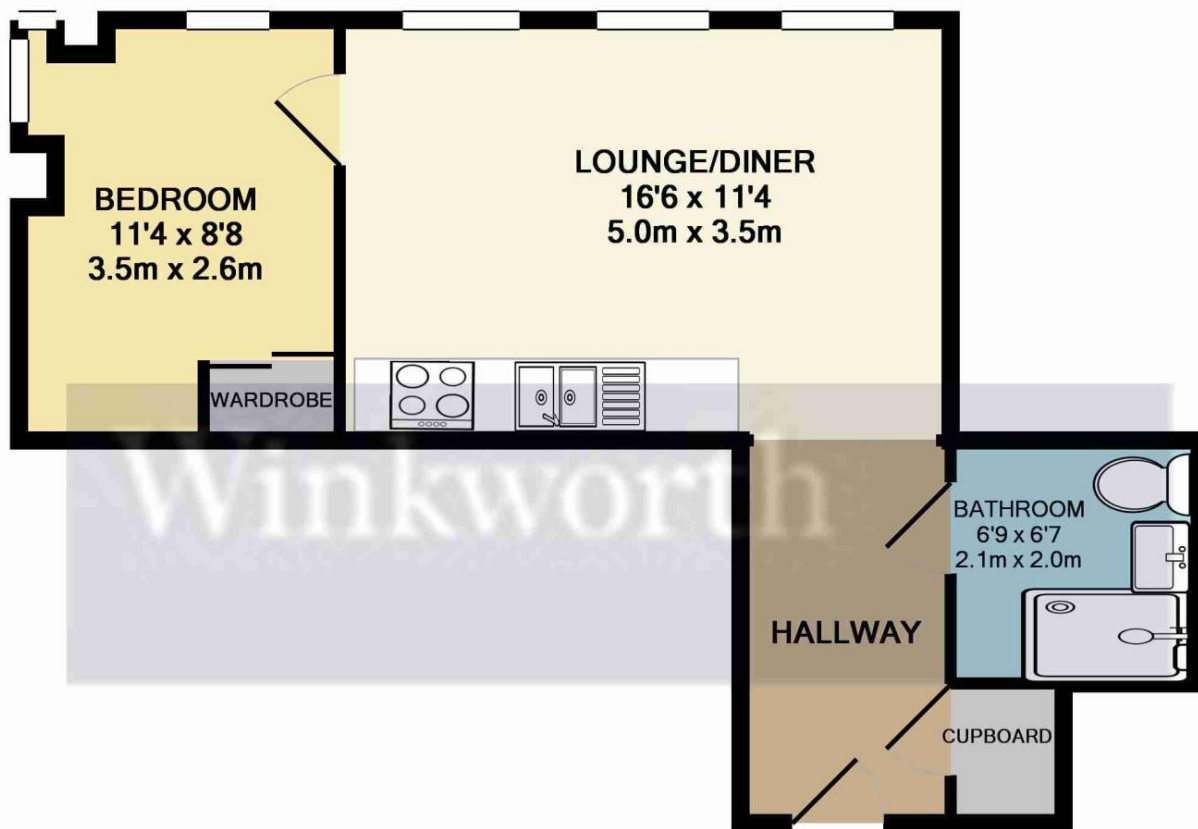 BEDROOM
11'4 x 8'8
3.5m x 2.6m
LOUNGE/DINER
16'6 x 11'4
5.0m x 3.5m
WARDROBE
Winkworth
BATHROOM
6'9 x 6'7
2.1m x 2.0m
HALLWAY
CUPBOARD